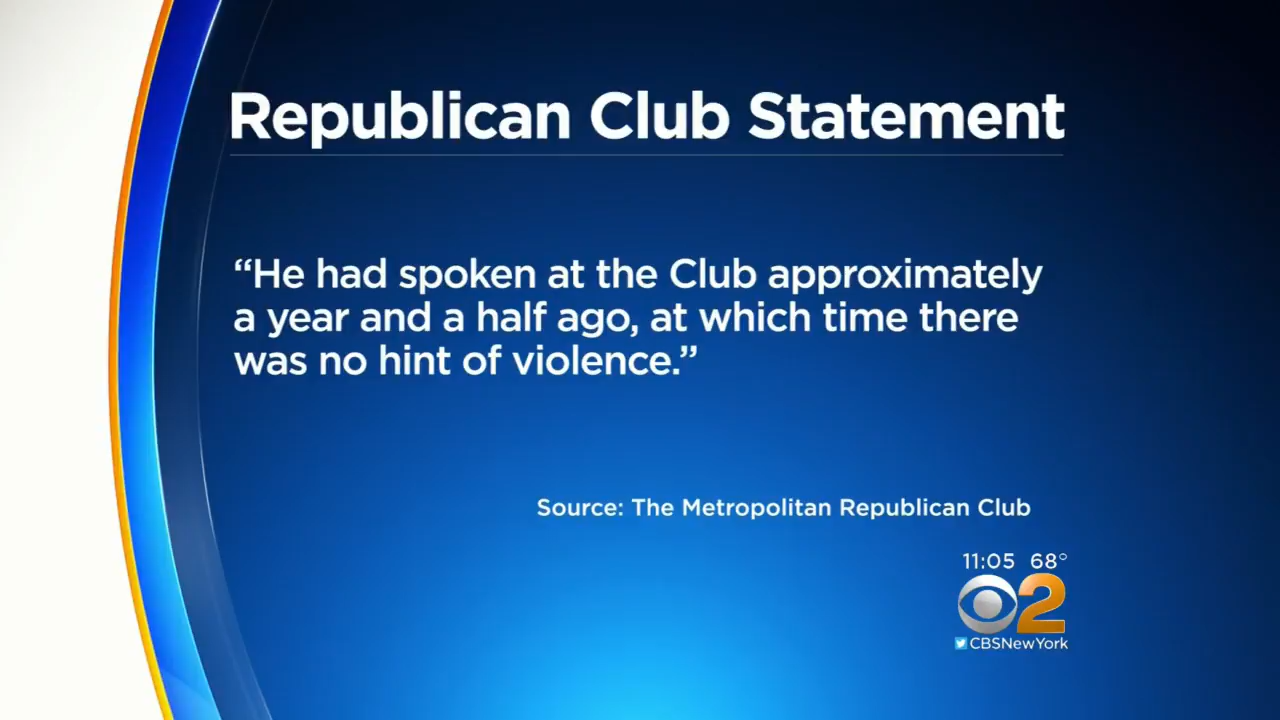 Republican Club Statement
“He had spoken at the Club approximately
a year and a half ago, at which time there
was no hint of violence.”
Source: The Metropolitan Republican Club
11:05 68°
2
CBSNewYork